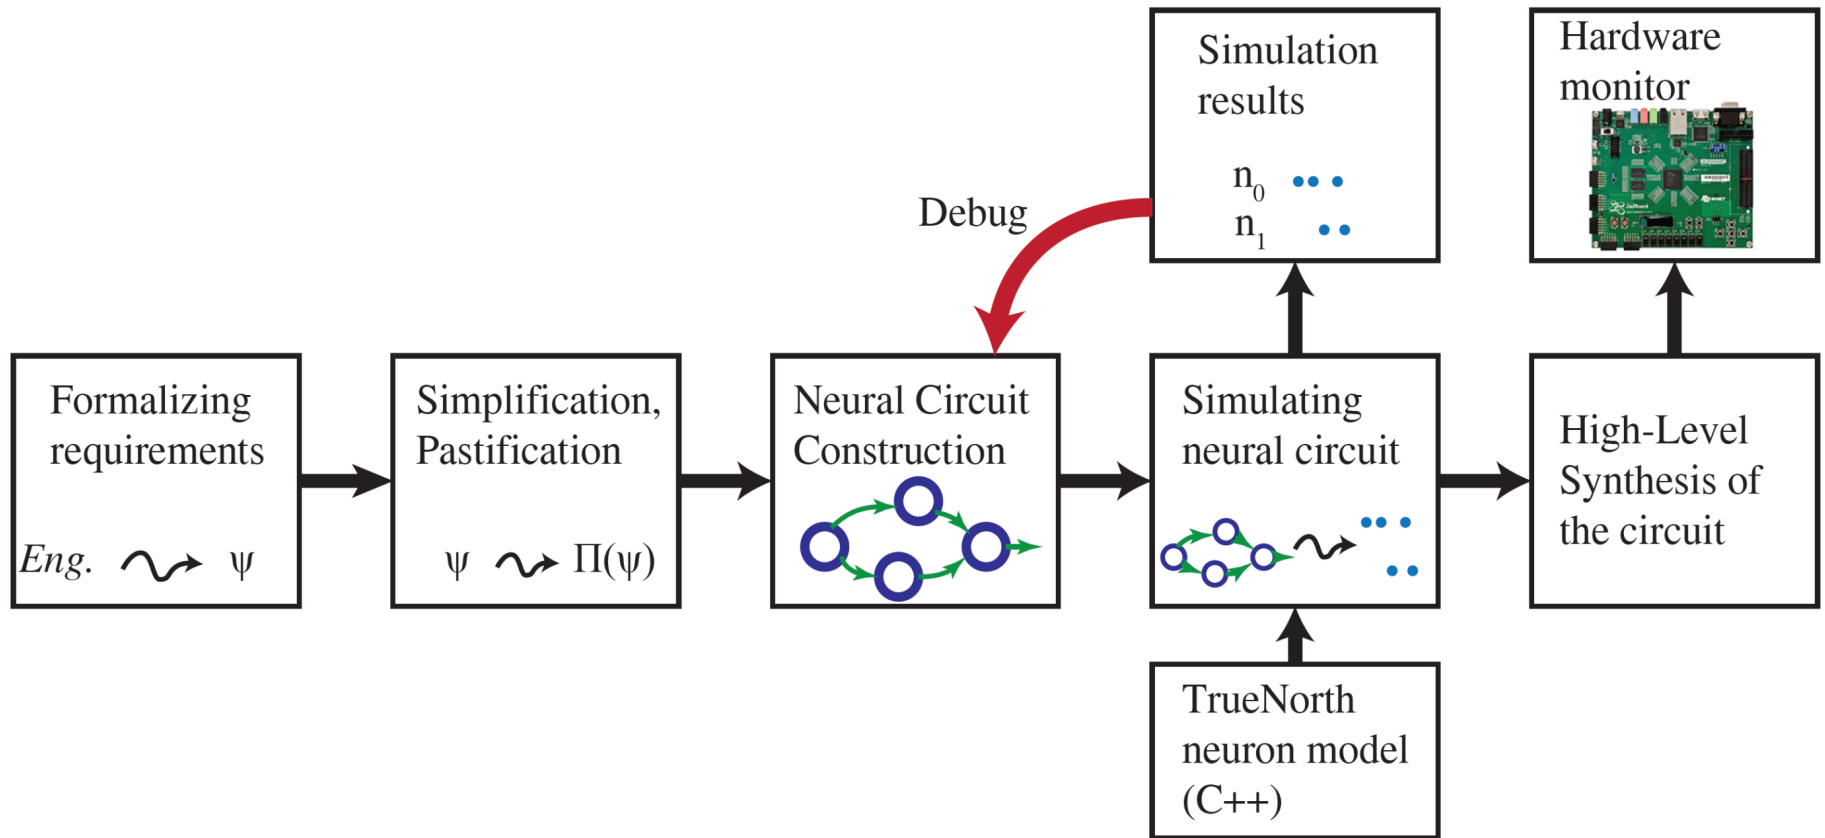 Formalizing
requirements
Eng. ψ
Simplification,
Pastification
ψ Π(ψ)
Neural Circuit
Construction
Debug
Simulation
results
n₀
n₁
Simulating
neural circuit
TrueNorth
neuron model
(C++)
High-Level
Synthesis of
the circuit
Hardware
monitor